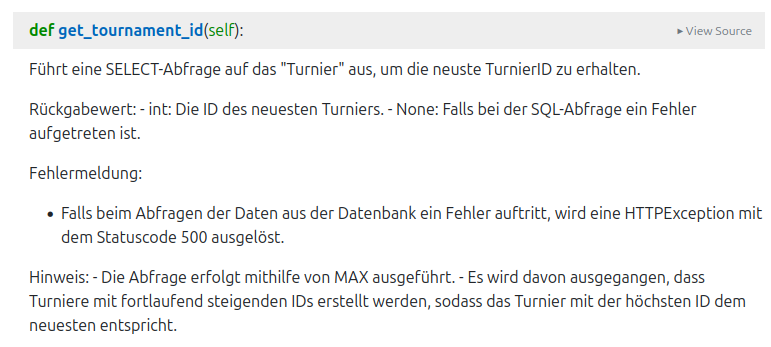 def get_tournament_id(self):
▸ View Source
Führt eine SELECT-Abfrage auf das "Turnier" aus, um die neuste TurnierID zu erhalten.
Rückgabewert: - int: Die ID des neuesten Turniers. - None: Falls bei der SQL-Abfrage ein Fehler
aufgetreten ist.
Fehlermeldung:
• Falls beim Abfragen der Daten aus der Datenbank ein Fehler auftritt, wird eine HTTPException mit
dem Statuscode 500 ausgelöst.
Hinweis: - Die Abfrage erfolgt mithilfe von MAX ausgeführt. - Es wird davon ausgegangen, dass
Turniere mit fortlaufend steigenden IDs erstellt werden, sodass das Turnier mit der höchsten ID dem
neuesten entspricht.